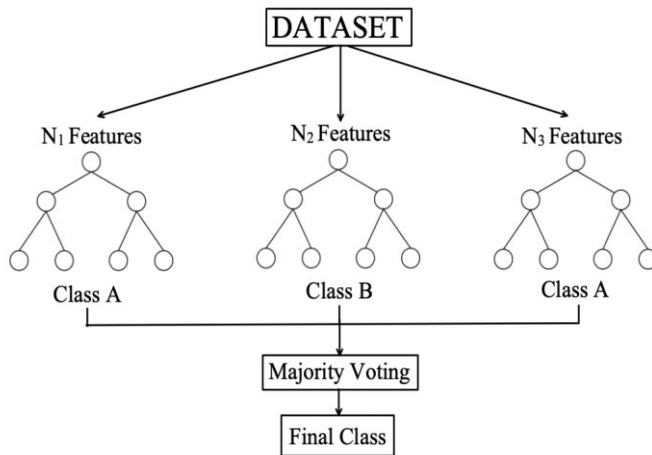 DATASET
N₁ Features
N₂ Features
N₃ Features
Class A
Class B
Class A
Majority Voting
Final Class